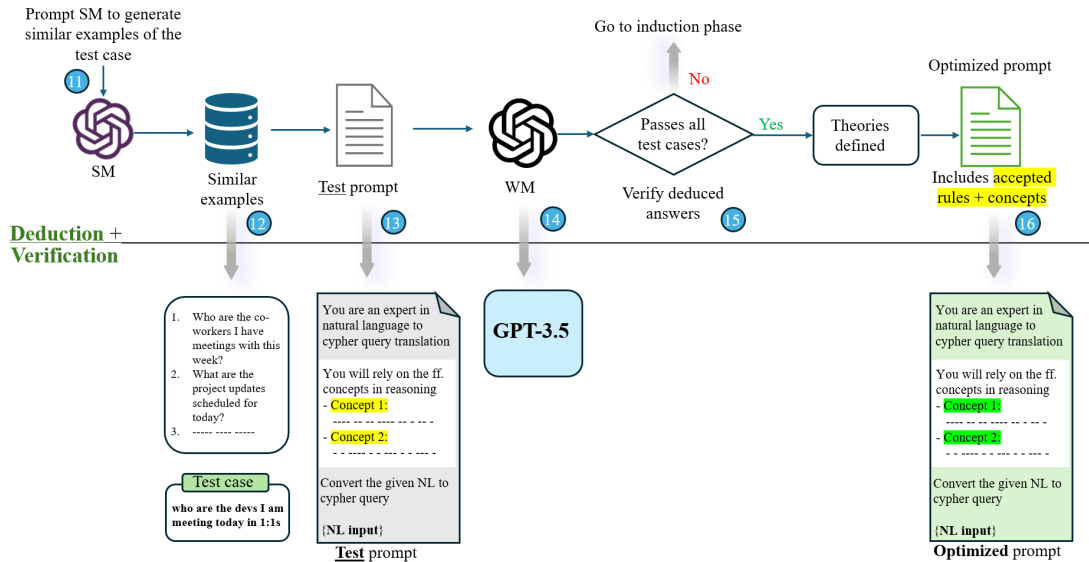 Prompt SM to generate
similar examples of the
test case
11
SM
Similar
examples
12
Test prompt
13
WM
14
Go to induction phase
No
Passes all
test cases?
Yes
Verify deduced
answers
15
Theories
defined
Optimized prompt
Includes accepted
rules + concepts
16
Deduction +
Verification
1. Who are the co-
workers I have
meetings with this
week?
2. What are the
project updates
scheduled for
today?
3. ----- ---- -----
Test case
who are the devs I am
meeting today in 1:1s
You are an expert in
natural language to
cypher query translation
You will rely on the ff.
concepts in reasoning
- Concept 1:
---- -- -- ---- -- - -- -
- Concept 2:
- - ---- - - --- - - --- -
Convert the given NL to
cypher query
{NL input}
Test prompt
GPT-3.5
You are an expert in
natural language to
cypher query translation
You will rely on the ff.
concepts in reasoning
- Concept 1:
---- -- -- ---- -- - -- -
- Concept 2:
- - ---- - - --- - - --- -
Convert the given NL to
cypher query
{NL input}
Optimized prompt